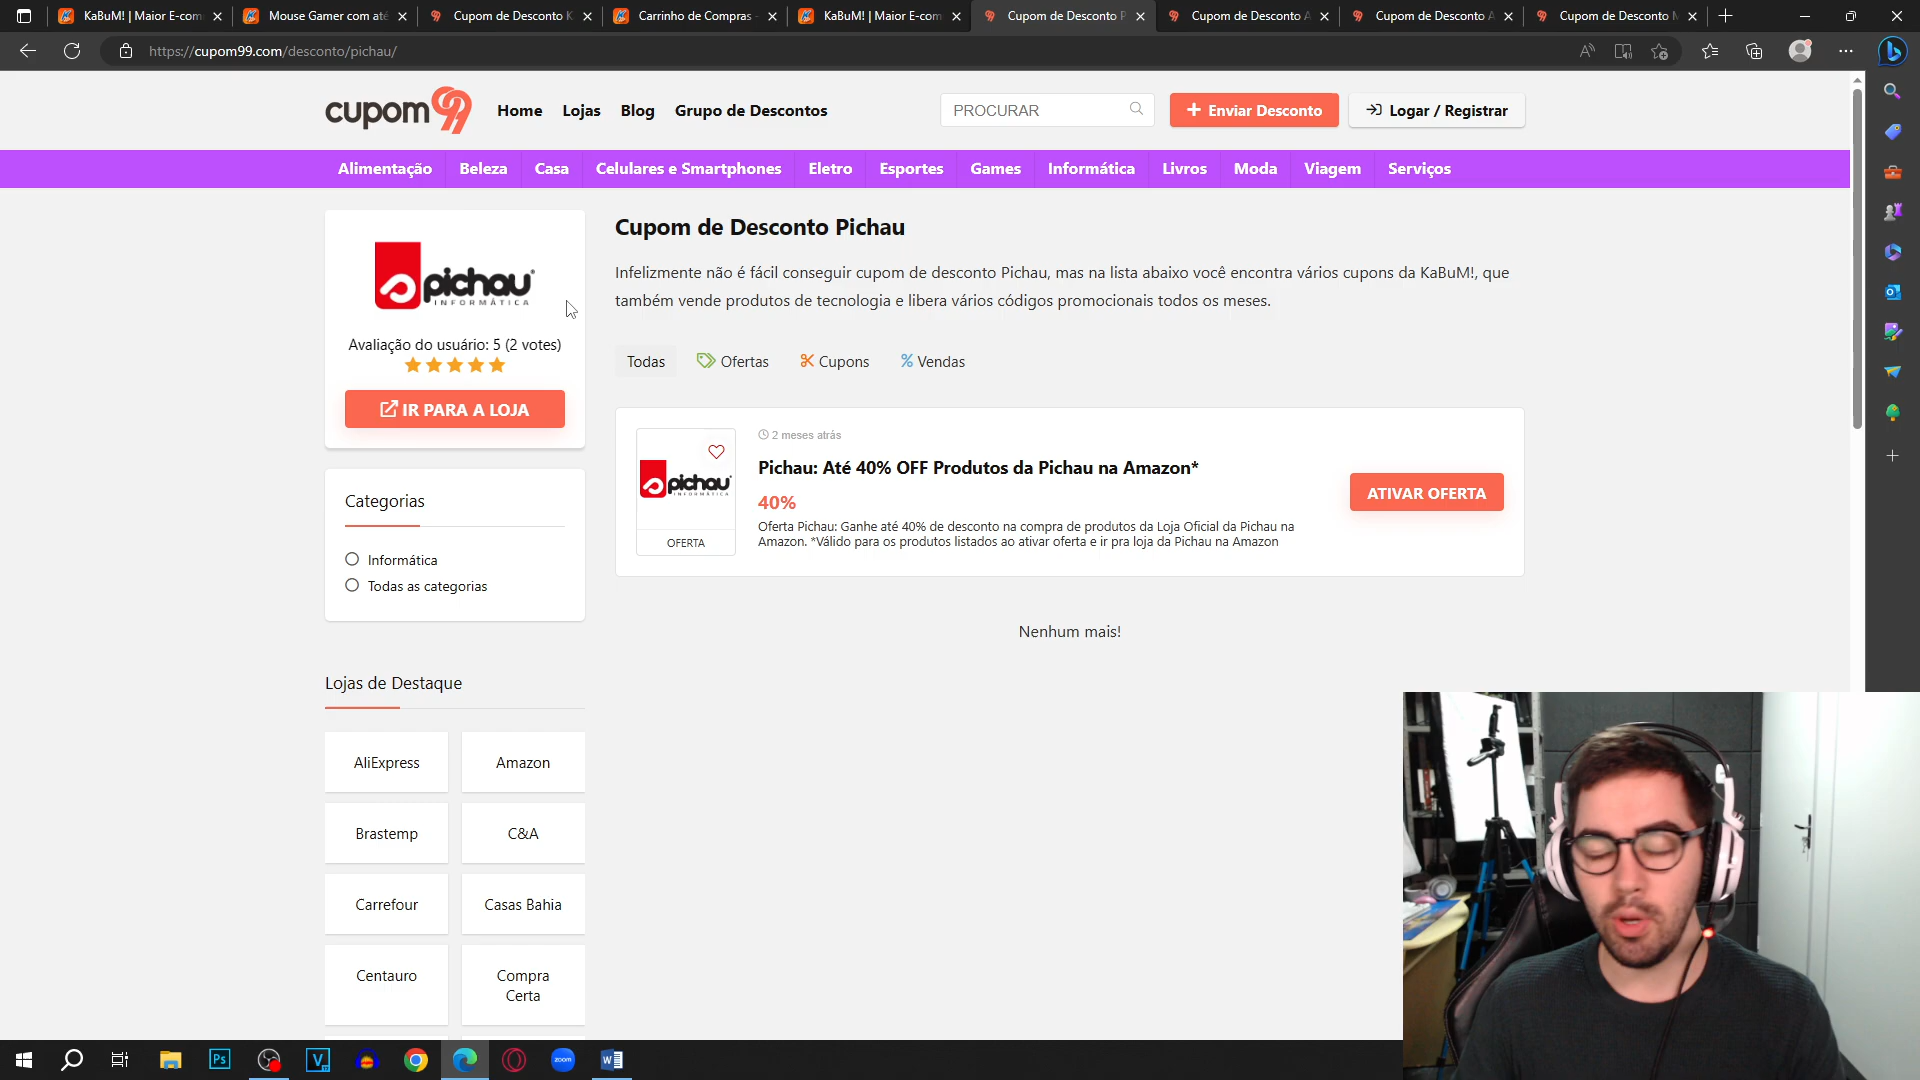 KaBuM! | Maior E-com
Mouse Gamer com até
Cupom de Desconto K
Carrinho de Compras -
KaBuM! | Maior E-com
Cupom de Desconto P
Cupom de Desconto A
Cupom de Desconto A
Cupom de Desconto M
https://cupom99.com/desconto/pichau/
cupom99
Home
Lojas
Blog
Grupo de Descontos
PROCURAR
+ Enviar Desconto
Logar / Registrar
Alimentação
Beleza
Casa
Celulares e Smartphones
Eletro
Esportes
Games
Informática
Livros
Moda
Viagem
Serviços
pichau
INFORMÁTICA
Avaliação do usuário: 5 (2 votes)
IR PARA A LOJA
Categorias
Informática
Todas as categorias
Lojas de Destaque
AliExpress
Amazon
Brastemp
C&A
Carrefour
Casas Bahia
Centauro
Compra
Certa
Cupom de Desconto Pichau
Infelizmente não é fácil conseguir cupom de desconto Pichau, mas na lista abaixo você encontra vários cupons da KaBuM!, que
também vende produtos de tecnologia e libera vários códigos promocionais todos os meses.
Todas
Ofertas
Cupons
% Vendas
pichau
INFORMÁTICA
OFERTA
2 meses atrás
Pichau: Até 40% OFF Produtos da Pichau na Amazon*
40%
Oferta Pichau: Ganhe até 40% de desconto na compra de produtos da Loja Oficial da Pichau na
Amazon. *Válido para os produtos listados ao ativar oferta e ir pra loja da Pichau na Amazon
ATIVAR OFERTA
Nenhum mais!
Ps
V
zoom
W